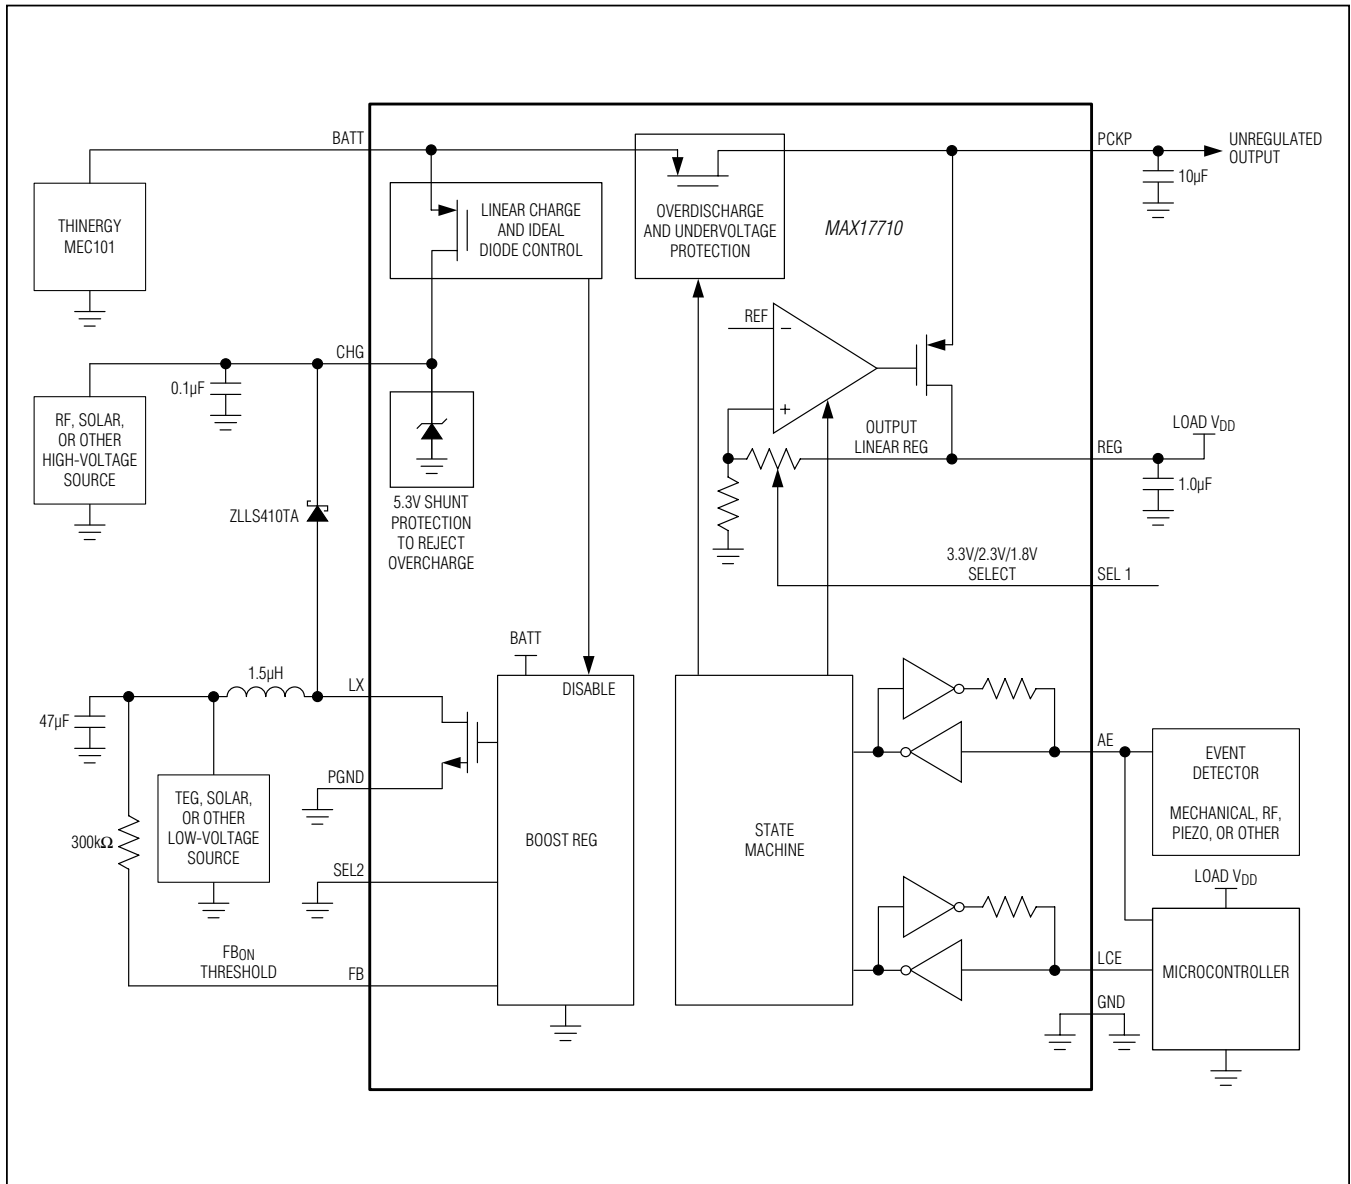 BATT
PCKP
UNREGULATED
OUTPUT
10µF
THINERGY
MEC101
LINEAR CHARGE
AND IDEAL
DIODE CONTROL
OVERDISCHARGE
AND UNDERVOLTAGE
PROTECTION
MAX17710
REF
CHG
0.1µF
RF, SOLAR,
OR OTHER
HIGH-VOLTAGE
SOURCE
−
+
OUTPUT
LINEAR REG
REG
LOAD VDD
1.0µF
ZLLS410TA
5.3V SHUNT
PROTECTION
TO REJECT
OVERCHARGE
3.3V/2.3V/1.8V
SELECT
SEL 1
BATT
1.5µH
LX
DISABLE
47µF
PGND
TEG, SOLAR,
OR OTHER
LOW-VOLTAGE
SOURCE
300kΩ
BOOST REG
STATE
MACHINE
AE
EVENT
DETECTOR
MECHANICAL, RF,
PIEZO, OR OTHER
SEL2
LOAD VDD
FBON
THRESHOLD
FB
LCE
MICROCONTROLLER
GND